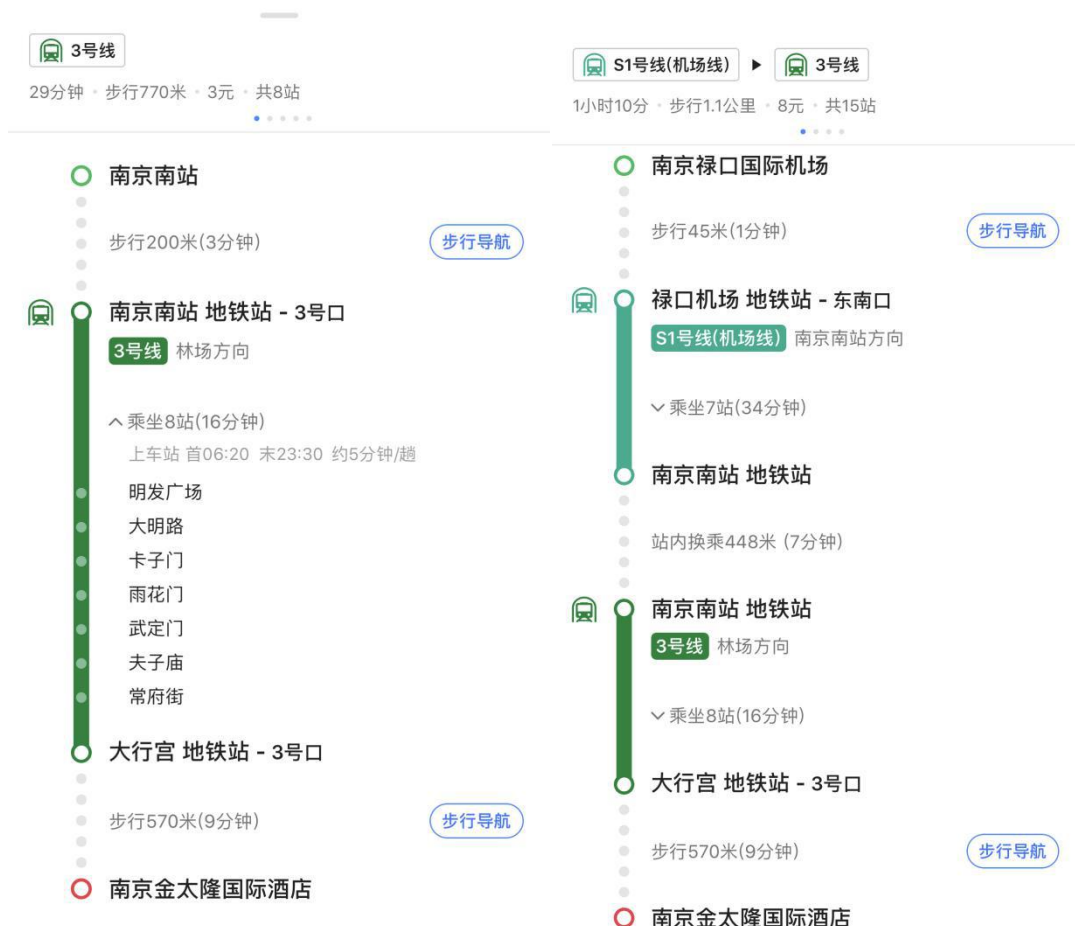 3号线
29分钟 · 步行770米 · 3元 · 共8站
南京南站
步行200米(3分钟)
步行导航
南京南站 地铁站 - 3号口
3号线 林场方向
乘坐8站(16分钟)
上车站 首06:20 末23:30 约5分钟/趟
明发广场
大明路
卡子门
雨花门
武定门
夫子庙
常府街
大行宫 地铁站 - 3号口
步行570米(9分钟)
步行导航
南京金太隆国际酒店
S1号线(机场线) ▶ 3号线
1小时10分 · 步行1.1公里 · 8元 · 共15站
南京禄口国际机场
步行45米(1分钟)
步行导航
禄口机场 地铁站 - 东南口
S1号线(机场线) 南京南站方向
乘坐7站(34分钟)
南京南站 地铁站
站内换乘448米 (7分钟)
南京南站 地铁站
3号线 林场方向
乘坐8站(16分钟)
大行宫 地铁站 - 3号口
步行570米(9分钟)
步行导航
南京金太隆国际酒店